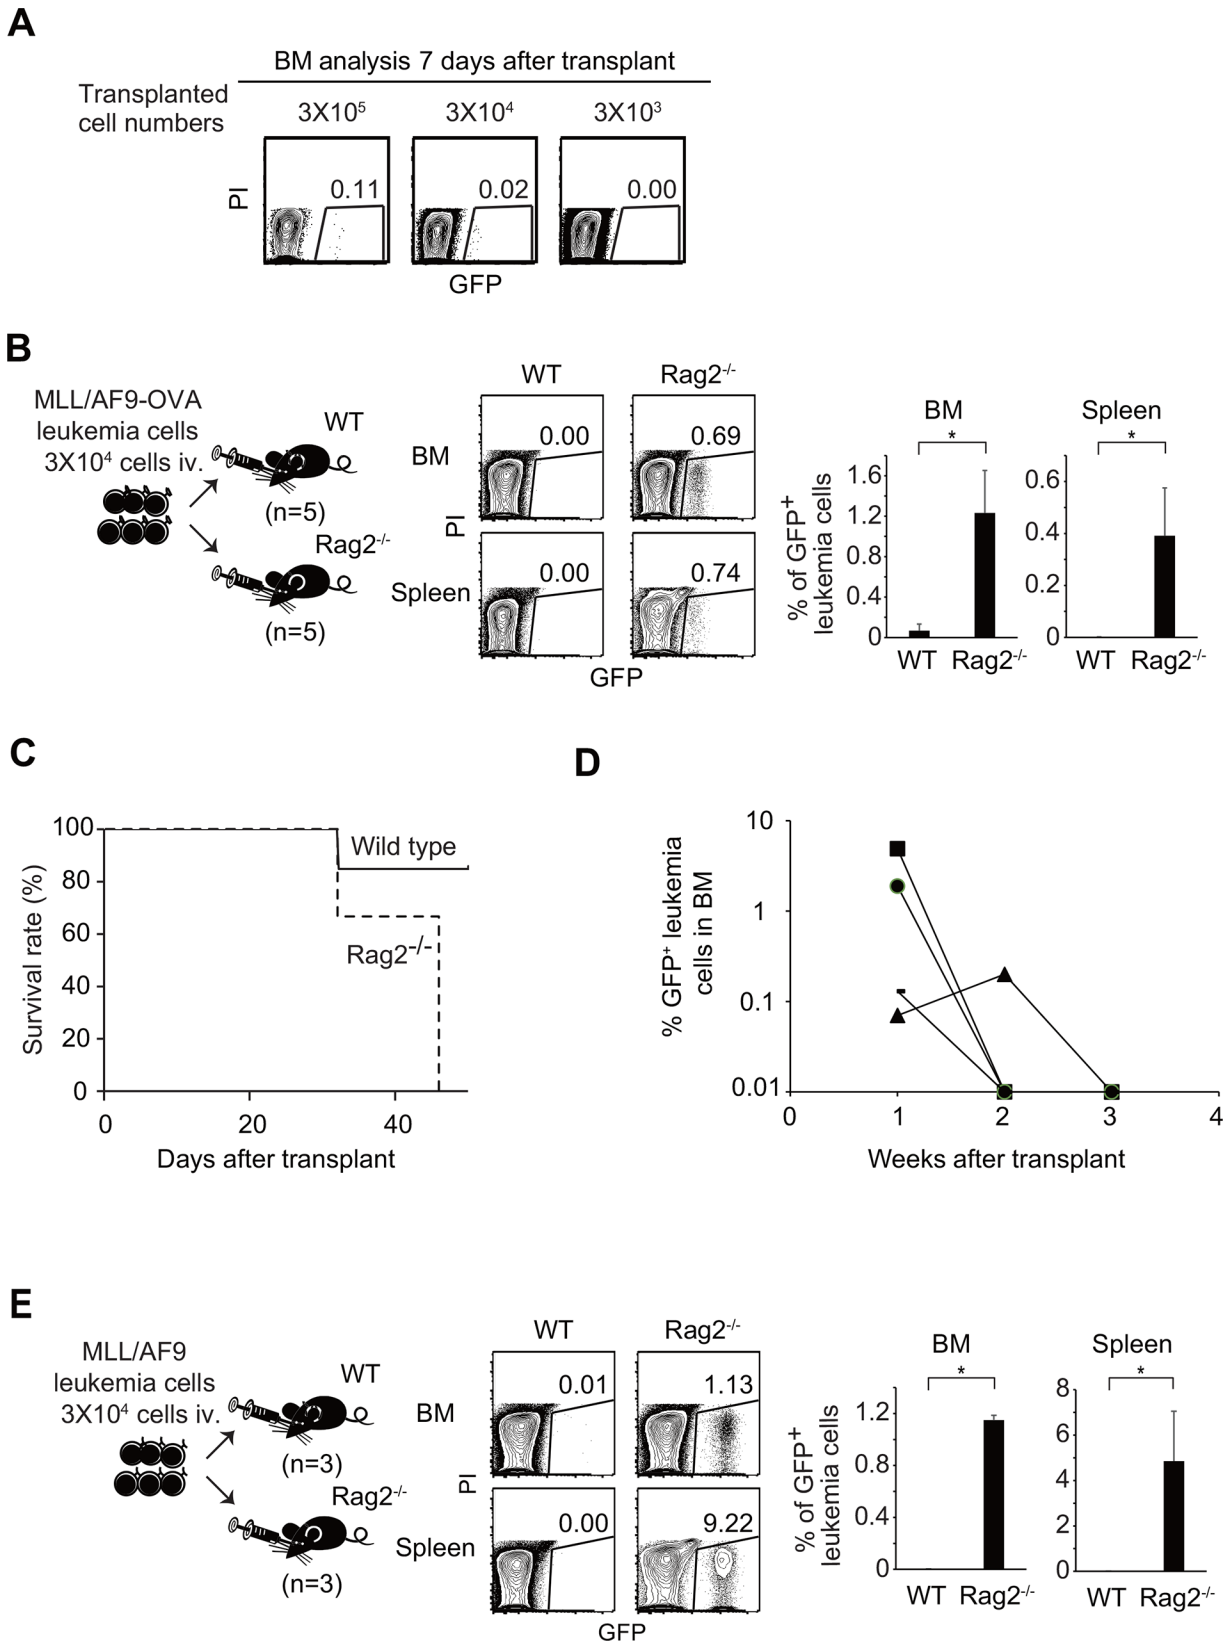 A
BM analysis 7 days after transplant
Transplanted
cell numbers
3X10⁵ 3X10⁴ 3X10³
PI
0.11 0.02 0.00
GFP
B
MLL/AF9-OVA
leukemia cells
3X10⁴ cells iv.
WT
(n=5)
Rag2⁻/⁻
(n=5)
WT Rag2⁻/⁻
BM
0.00 0.69
PI
Spleen
0.00 0.74
GFP
BM Spleen
* *
% of GFP⁺
leukemia cells
1.6
1.2
0.8
0.4
0
WT Rag2⁻/⁻
0.6
0.4
0.2
0
WT Rag2⁻/⁻
C
Survival rate (%)
100
80
60
40
20
0
Wild type
Rag2⁻/⁻
0 20 40
Days after transplant
D
% GFP⁺ leukemia
cells in BM
10
1
0.1
0.01
0 1 2 3 4
Weeks after transplant
E
MLL/AF9
leukemia cells
3X10⁴ cells iv.
WT
(n=3)
Rag2⁻/⁻
(n=3)
WT Rag2⁻/⁻
BM
0.01 1.13
PI
Spleen
0.00 9.22
GFP
BM Spleen
* *
% of GFP⁺
leukemia cells
1.2
0.8
0.4
0
WT Rag2⁻/⁻
8
6
4
2
0
WT Rag2⁻/⁻